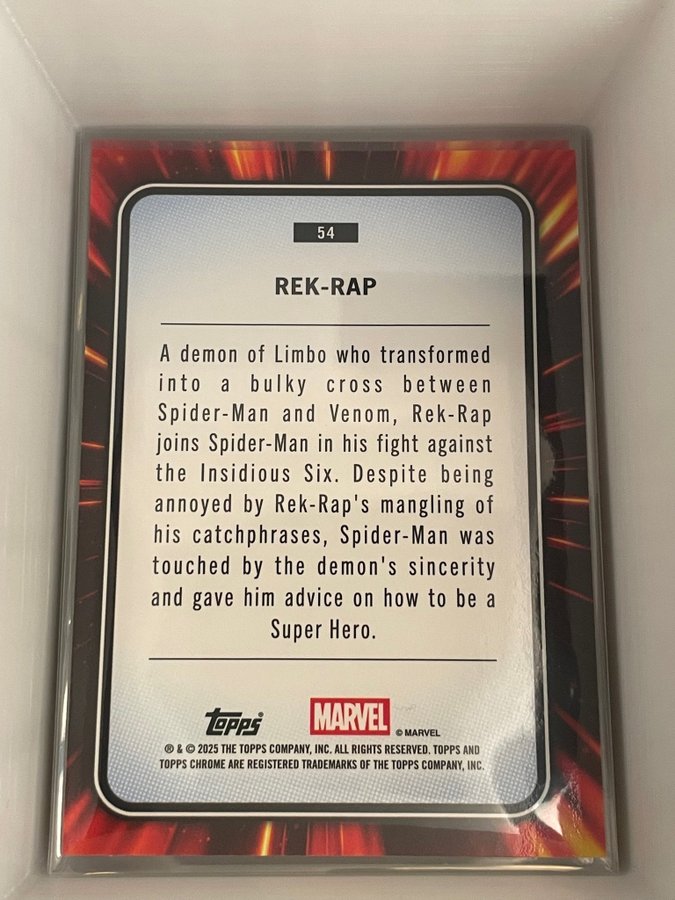 54
REK-RAP
A demon of Limbo who transformed
into a bulky cross between
Spider-Man and Venom, Rek-Rap
joins Spider-Man in his fight against
the Insidious Six. Despite being
annoyed by Rek-Rap's mangling of
his catchphrases, Spider-Man was
touched by the demon's sincerity
and gave him advice on how to be a
Super Hero.
topps® MARVEL © MARVEL
® & © 2025 THE TOPPS COMPANY, INC. ALL RIGHTS RESERVED. TOPPS AND
TOPPS CHROME ARE REGISTERED TRADEMARKS OF THE TOPPS COMPANY, INC.